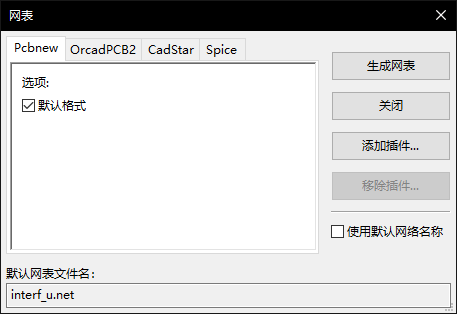 网表
Pcbnew OrcadPCB2 CadStar Spice
选项:
默认格式
生成网表
关闭
添加插件...
移除插件...
使用默认网络名称
默认网表文件名:
interf_u.net